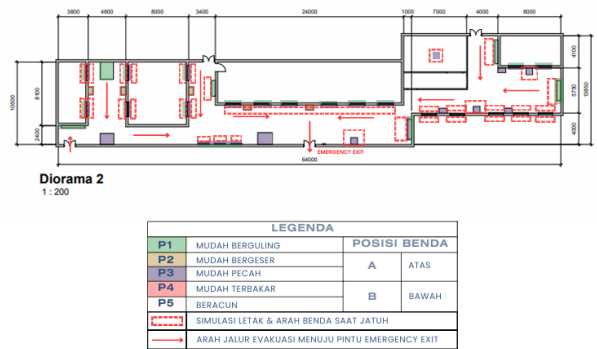 3800 4800 8000 3400 24000 1000 7000 4000 8000
10500
8100
2400
4100
5750
4000
13850
EMERGENCY EXIT
64000
Diorama 2
1 : 200
LEGENDA
P1 MUDAH BERGULING POSISI BENDA
P2 MUDAH BERGESER
P3 MUDAH PECAH A ATAS
P4 MUDAH TERBAKAR
P5 BERACUN B BAWAH
SIMULASI LETAK & ARAH BENDA SAAT JATUH
ARAH JALUR EVAKUASI MENUJU PINTU EMERGENCY EXIT